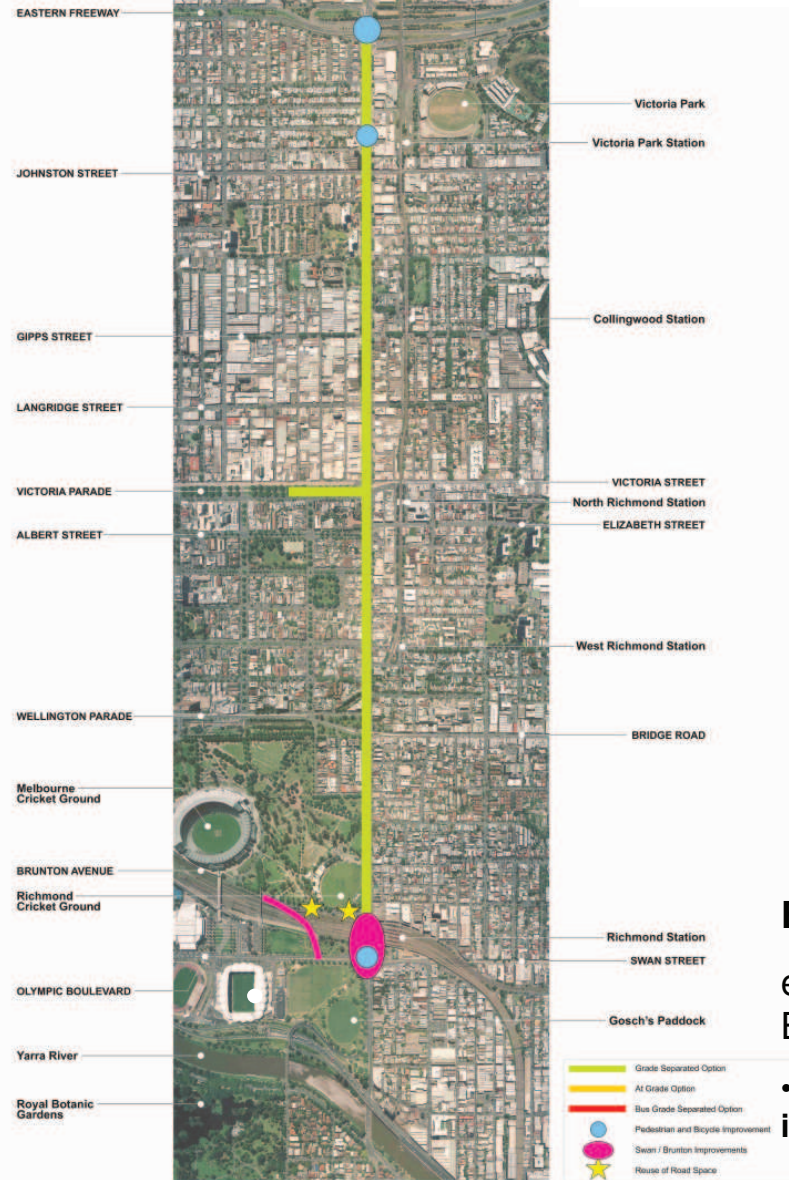 EASTERN FREEWAY
Victoria Park
Victoria Park Station
JOHNSTON STREET
Collingwood Station
GIPPS STREET
LANGRIDGE STREET
VICTORIA STREET
VICTORIA PARADE
North Richmond Station
ELIZABETH STREET
ALBERT STREET
West Richmond Station
WELLINGTON PARADE
BRIDGE ROAD
Melbourne
Cricket Ground
BRUNTON AVENUE
Richmond
Cricket Ground
Richmond Station
SWAN STREET
OLYMPIC BOULEVARD
Gosch's Paddock
Yarra River
Royal Botanic
Gardens
Grade Separated Option
At Grade Option
Bus Grade Separated Option
Pedestrian and Bicycle Improvement
Swan / Brunton Improvements
Reuse of Road Space